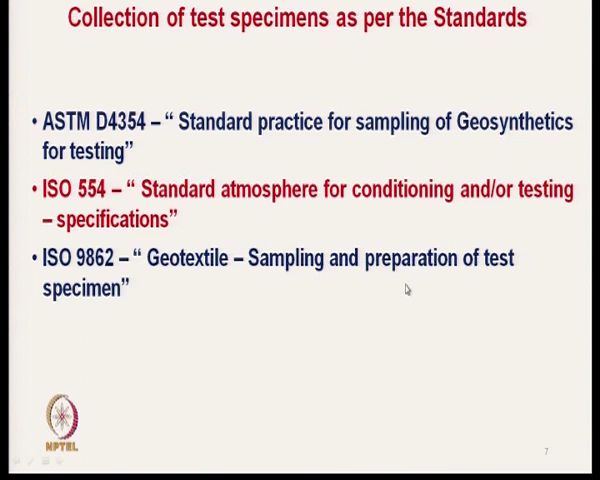 Collection of test specimens as per the Standards
• ASTM D4354 – “ Standard practice for sampling of Geosynthetics
for testing”
• ISO 554 – “ Standard atmosphere for conditioning and/or testing
– specifications”
• ISO 9862 – “ Geotextile – Sampling and preparation of test
specimen”
NPTEL
7